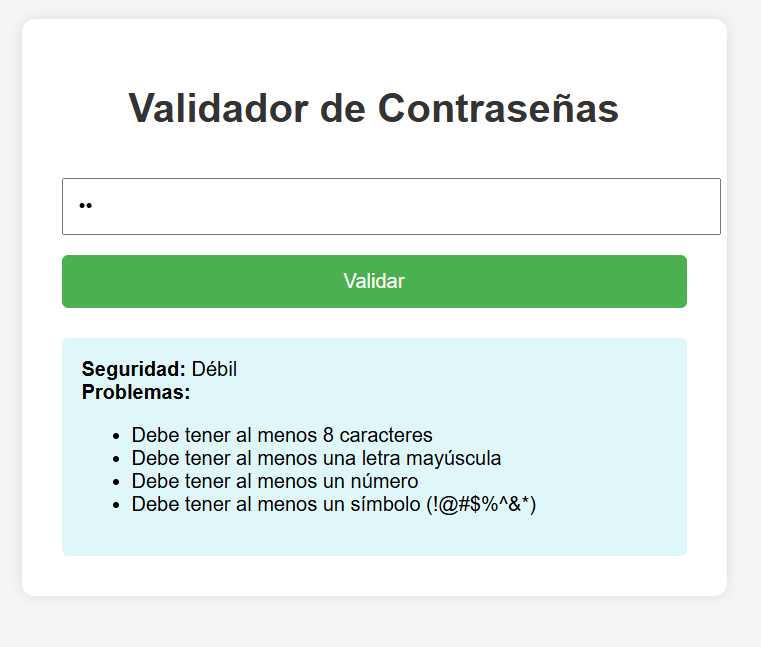 Validador de Contraseñas
••
Validar
Seguridad: Débil
Problemas:
• Debe tener al menos 8 caracteres
• Debe tener al menos una letra mayúscula
• Debe tener al menos un número
• Debe tener al menos un símbolo (!@#$%^&*)